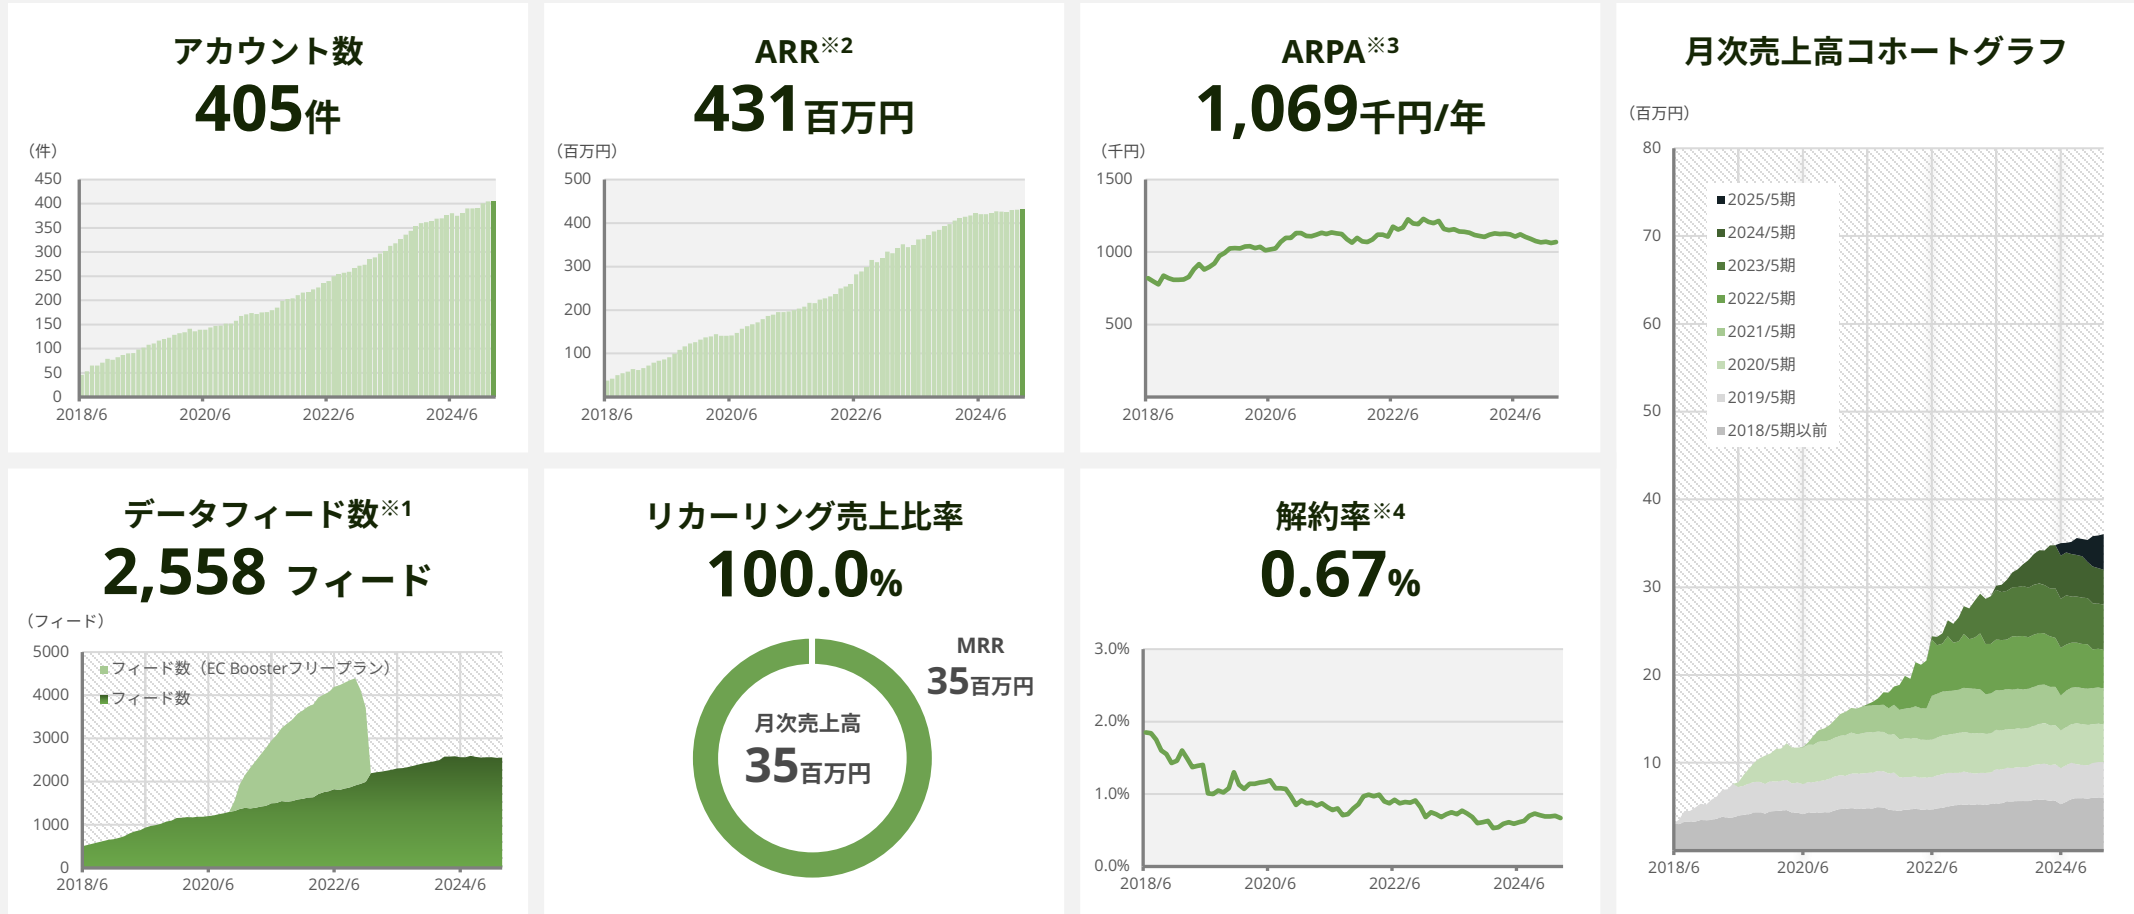 アカウント数
405件
（件）
450
400
350
300
250
200
150
100
50
0
2018/6 2020/6 2022/6 2024/6
ARR※2
431百万円
（百万円）
500
400
300
200
100
2018/6 2020/6 2022/6 2024/6
ARPA※3
1,069千円/年
（千円）
1500
1000
500
2018/6 2020/6 2022/6 2024/6
月次売上高コホートグラフ
（百万円）
80
70
60
50
40
30
20
10
2025/5期
2024/5期
2023/5期
2022/5期
2021/5期
2020/5期
2019/5期
2018/5期以前
2018/6 2020/6 2022/6 2024/6
データフィード数※1
2,558 フィード
（フィード）
5000
4000
3000
2000
1000
0
フィード数（EC Boosterフリープラン）
フィード数
2018/6 2020/6 2022/6 2024/6
リカーリング売上比率
100.0%
MRR
35百万円
月次売上高
35百万円
解約率※4
0.67%
3.0%
2.0%
1.0%
0.0%
2018/6 2020/6 2022/6 2024/6